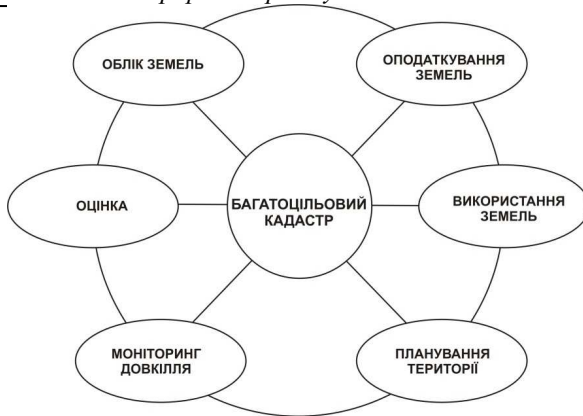 ОБЛІК ЗЕМЕЛЬ
ОПОДАТКУВАННЯ
ЗЕМЕЛЬ
ОЦІНКА
БАГАТОЦІЛЬОВИЙ
КАДАСТР
ВИКОРИСТАННЯ
ЗЕМЕЛЬ
МОНІТОРИНГ
ДОВКІЛЛЯ
ПЛАНУВАННЯ
ТЕРИТОРІЇ